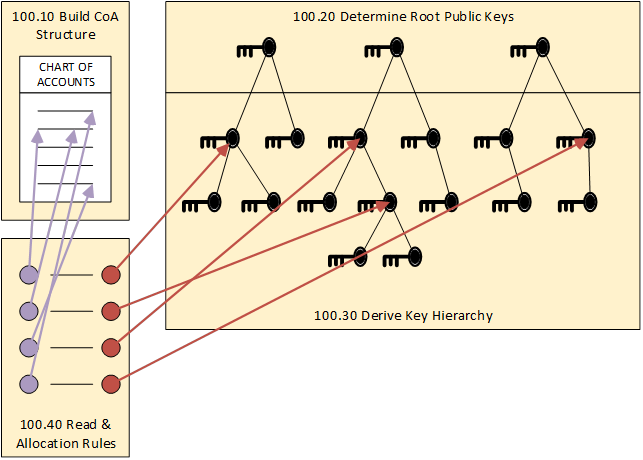 100.10 Build CoA
Structure
CHART OF
ACCOUNTS
100.20 Determine Root Public Keys
100.30 Derive Key Hierarchy
100.40 Read &
Allocation Rules